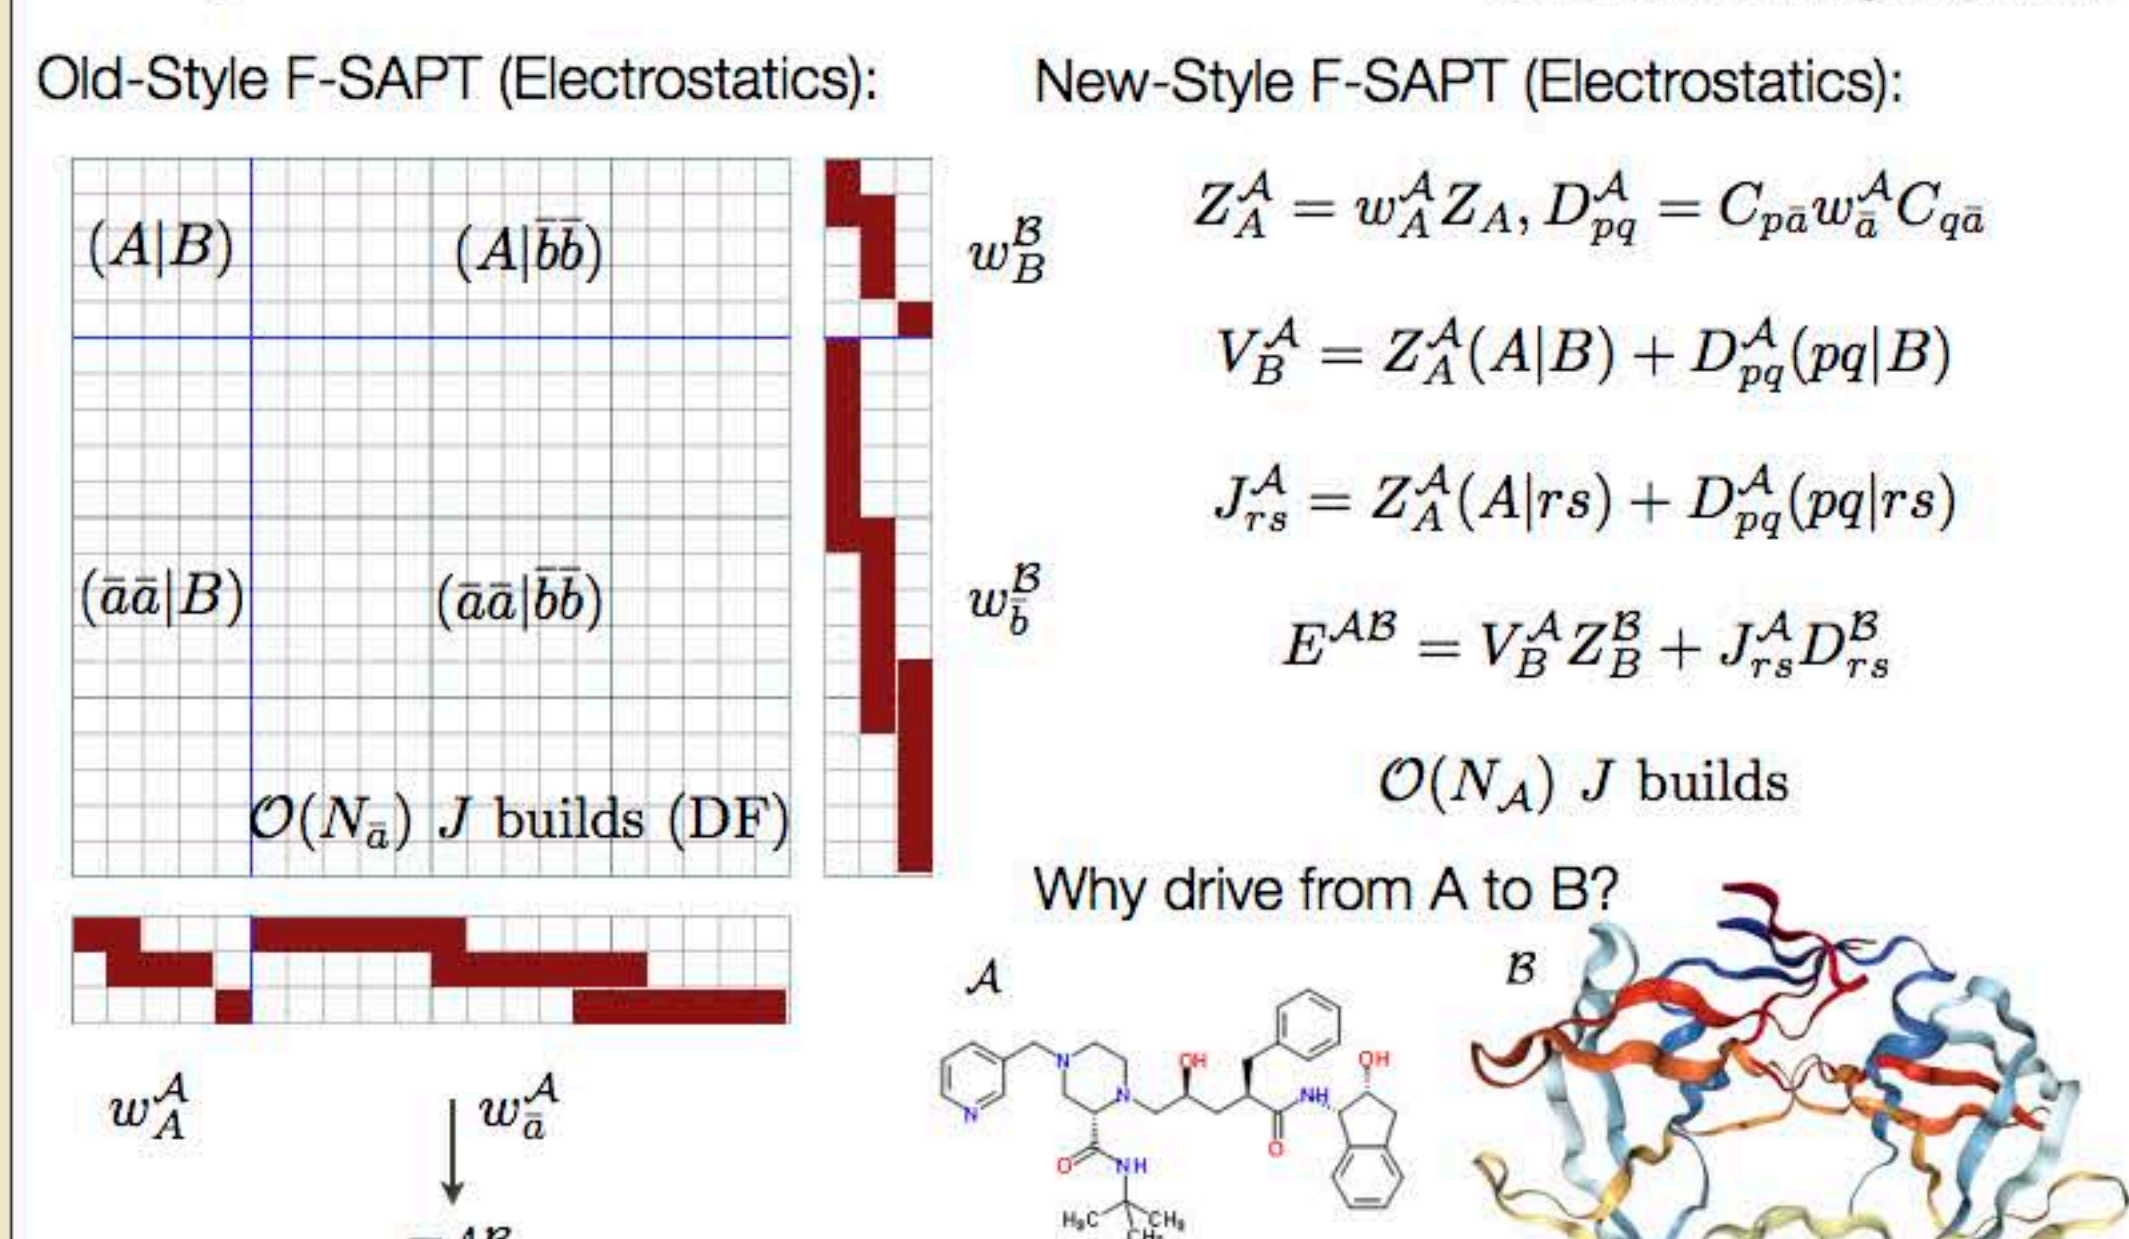 Old-Style F-SAPT (Electrostatics):
(A|B)
(A|b̄b̄)
(āā|B)
(āā|b̄b̄)
𝒪(N_ā) J builds (DF)
w_B^ℬ
w_b̄^ℬ
w_A^𝒜
w_ā^𝒜
New-Style F-SAPT (Electrostatics):
Z_A^𝒜 = w_A^𝒜 Z_A, D_pq^𝒜 = C_pā w_ā^𝒜 C_qā
V_B^𝒜 = Z_A^𝒜(A|B) + D_pq^𝒜(pq|B)
J_rs^𝒜 = Z_A^𝒜(A|rs) + D_pq^𝒜(pq|rs)
E^𝒜ℬ = V_B^𝒜 Z_B^ℬ + J_rs^𝒜 D_rs^ℬ
𝒪(N_𝒜) J builds
Why drive from A to B?
𝒜
ℬ
OH
OH
N
N
NH
N
O
O
NH
H₃C
CH₃
CH₃